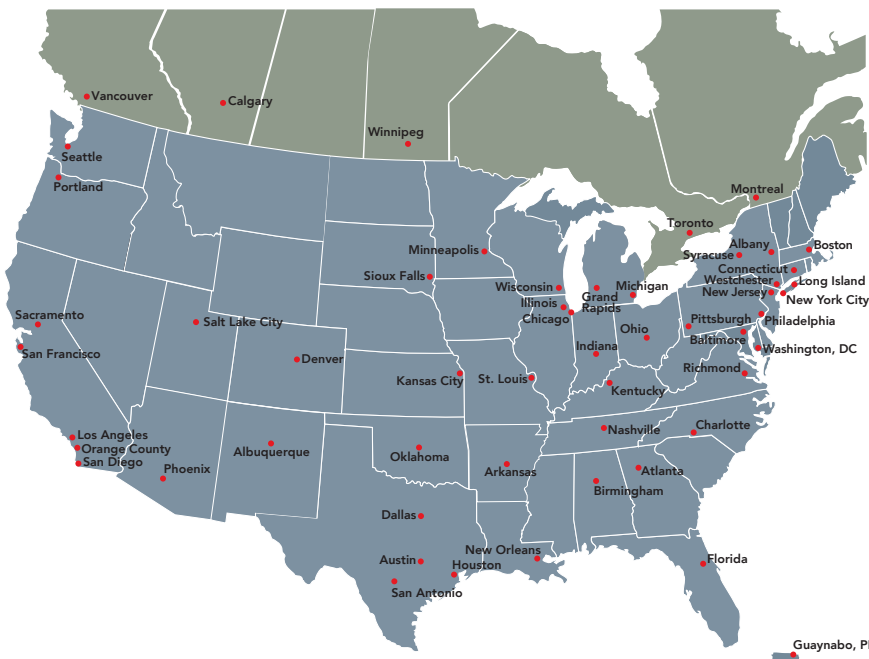 Vancouver
Calgary
Winnipeg
Seattle
Portland
Montreal
Toronto
Minneapolis
Albany
Boston
Syracuse
Sioux Falls
Connecticut
Westchester
Long Island
New Jersey
New York City
Wisconsin
Michigan
Grand
Rapids
Illinois
Chicago
Sacramento
Salt Lake City
Pittsburgh
Philadelphia
Ohio
Baltimore
Indiana
Washington, DC
San Francisco
Denver
Richmond
Kansas City
St. Louis
Kentucky
Los Angeles
Orange County
San Diego
Phoenix
Albuquerque
Oklahoma
Arkansas
Nashville
Charlotte
Atlanta
Birmingham
Dallas
Austin
New Orleans
Houston
San Antonio
Florida
Guaynabo,